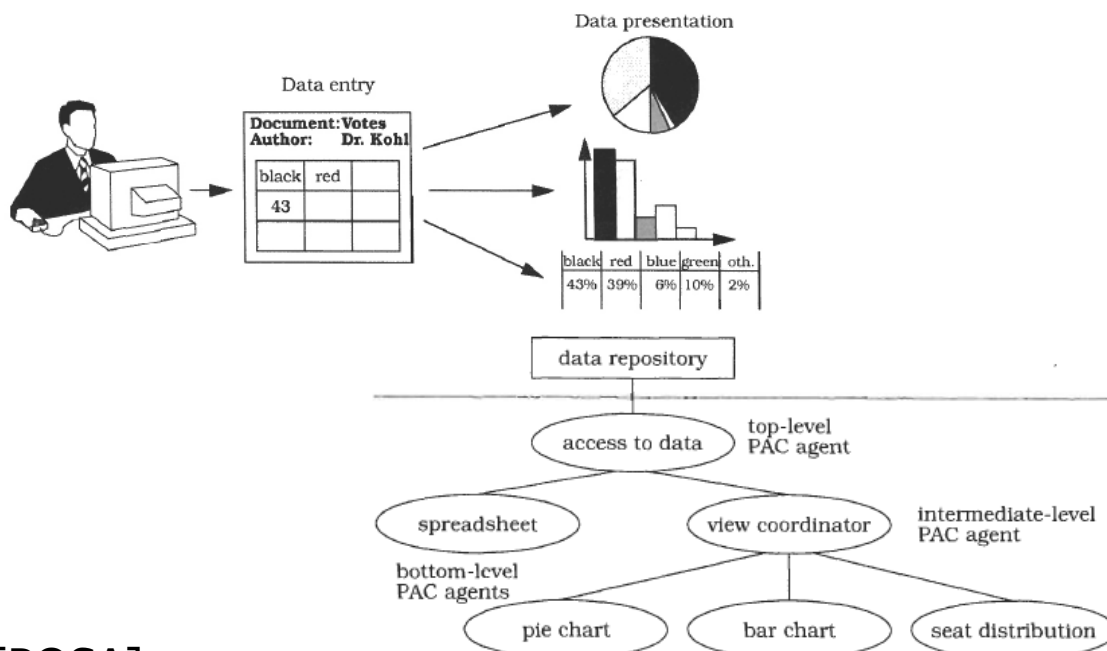 Data presentation
Data entry
Document: Votes
Author: Dr. Kohl
black red
43
black red blue green oth.
43% 39% 6% 10% 2%
data repository
access to data
top-level
PAC agent
spreadsheet
view coordinator
intermediate-level
PAC agent
bottom-level
PAC agents
pie chart
bar chart
seat distribution